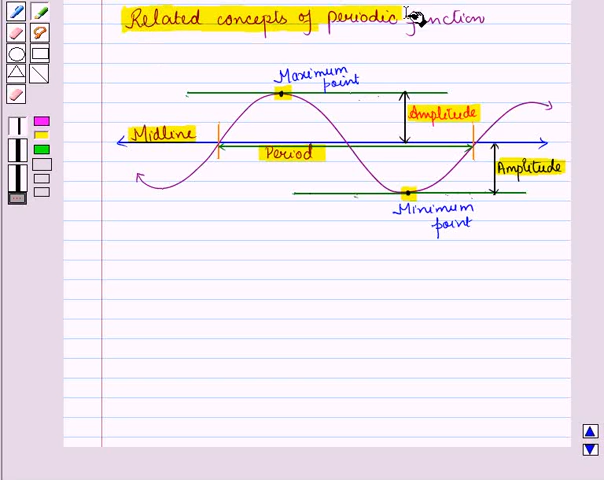 Related concepts of periodic function
Maximum
point
Amplitude
Midline
Period
Amplitude
Minimum
point